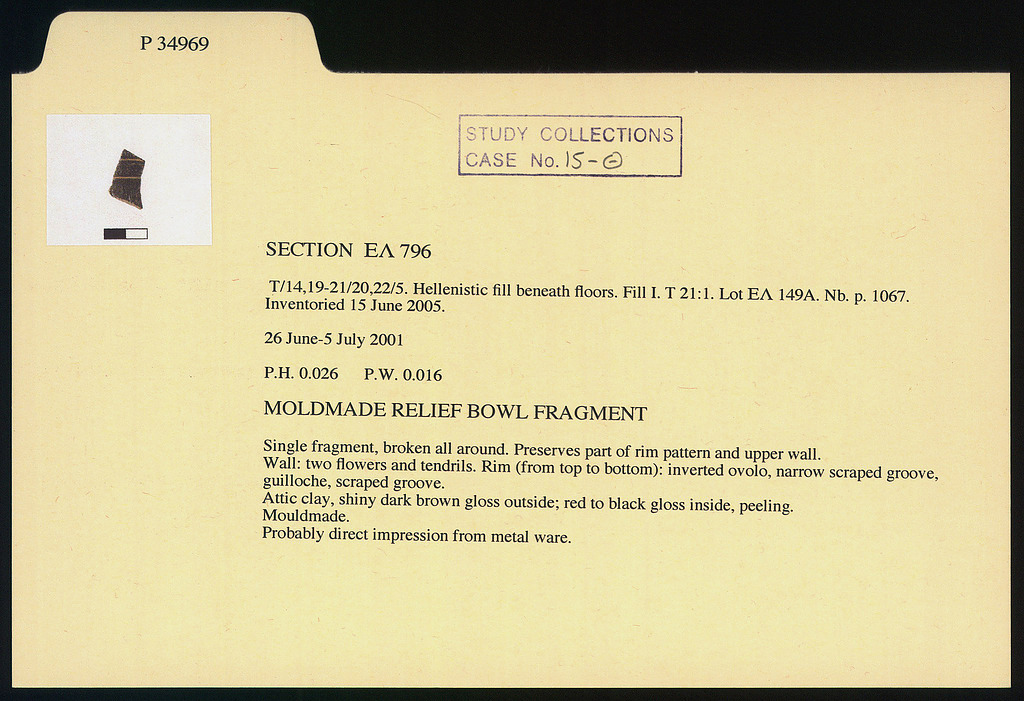 P 34969
STUDY COLLECTIONS
CASE No. 15-Θ
SECTION ΕΛ 796
T/14,19-21/20,22/5. Hellenistic fill beneath floors. Fill I. T 21:1. Lot ΕΛ 149A. Nb. p. 1067.
Inventoried 15 June 2005.
26 June-5 July 2001
P.H. 0.026 P.W. 0.016
MOLDMADE RELIEF BOWL FRAGMENT
Single fragment, broken all around. Preserves part of rim pattern and upper wall.
Wall: two flowers and tendrils. Rim (from top to bottom): inverted ovolo, narrow scraped groove,
guilloche, scraped groove.
Attic clay, shiny dark brown gloss outside; red to black gloss inside, peeling.
Mouldmade.
Probably direct impression from metal ware.